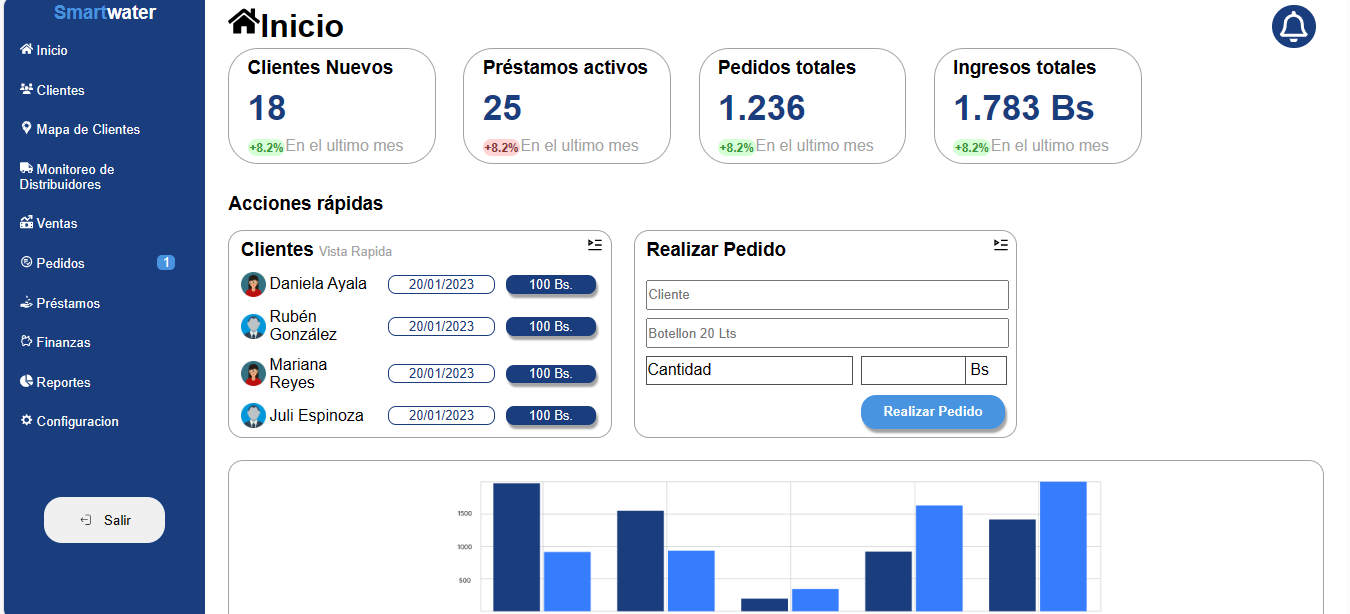 Smartwater
Inicio
Clientes
Mapa de Clientes
Monitoreo de
Distribuidores
Ventas
Pedidos 1
Préstamos
Finanzas
Reportes
Configuracion
Salir
Inicio
Clientes Nuevos
18
+8.2% En el ultimo mes
Préstamos activos
25
+8.2% En el ultimo mes
Pedidos totales
1.236
+8.2% En el ultimo mes
Ingresos totales
1.783 Bs
+8.2% En el ultimo mes
Acciones rápidas
Clientes Vista Rapida
Daniela Ayala 20/01/2023 100 Bs.
Rubén
González 20/01/2023 100 Bs.
Mariana
Reyes 20/01/2023 100 Bs.
Juli Espinoza 20/01/2023 100 Bs.
Realizar Pedido
Cliente
Botellon 20 Lts
Cantidad Bs
Realizar Pedido
1500
1000
500